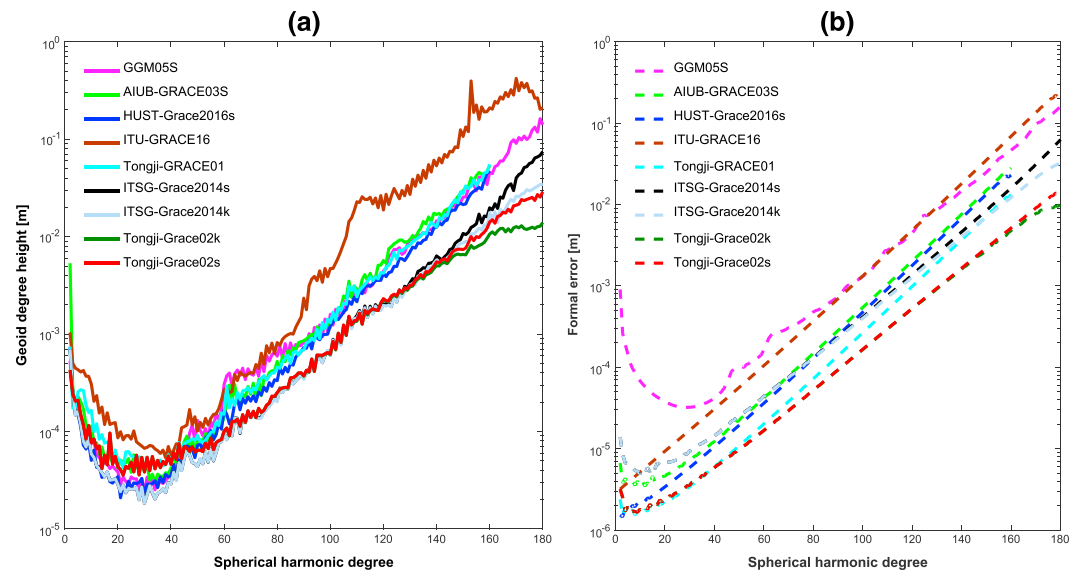 (a)
10^0
10^-1
10^-2
10^-3
10^-4
10^-5
Geoid degree height [m]
GGM05S
AIUB-GRACE03S
HUST-Grace2016s
ITU-GRACE16
Tongji-GRACE01
ITSG-Grace2014s
ITSG-Grace2014k
Tongji-Grace02k
Tongji-Grace02s
0 20 40 60 80 100 120 140 160 180
Spherical harmonic degree
(b)
10^0
10^-1
10^-2
10^-3
10^-4
10^-5
10^-6
Formal error [m]
GGM05S
AIUB-GRACE03S
HUST-Grace2016s
ITU-GRACE16
Tongji-GRACE01
ITSG-Grace2014s
ITSG-Grace2014k
Tongji-Grace02k
Tongji-Grace02s
0 20 40 60 80 100 120 140 160 180
Spherical harmonic degree